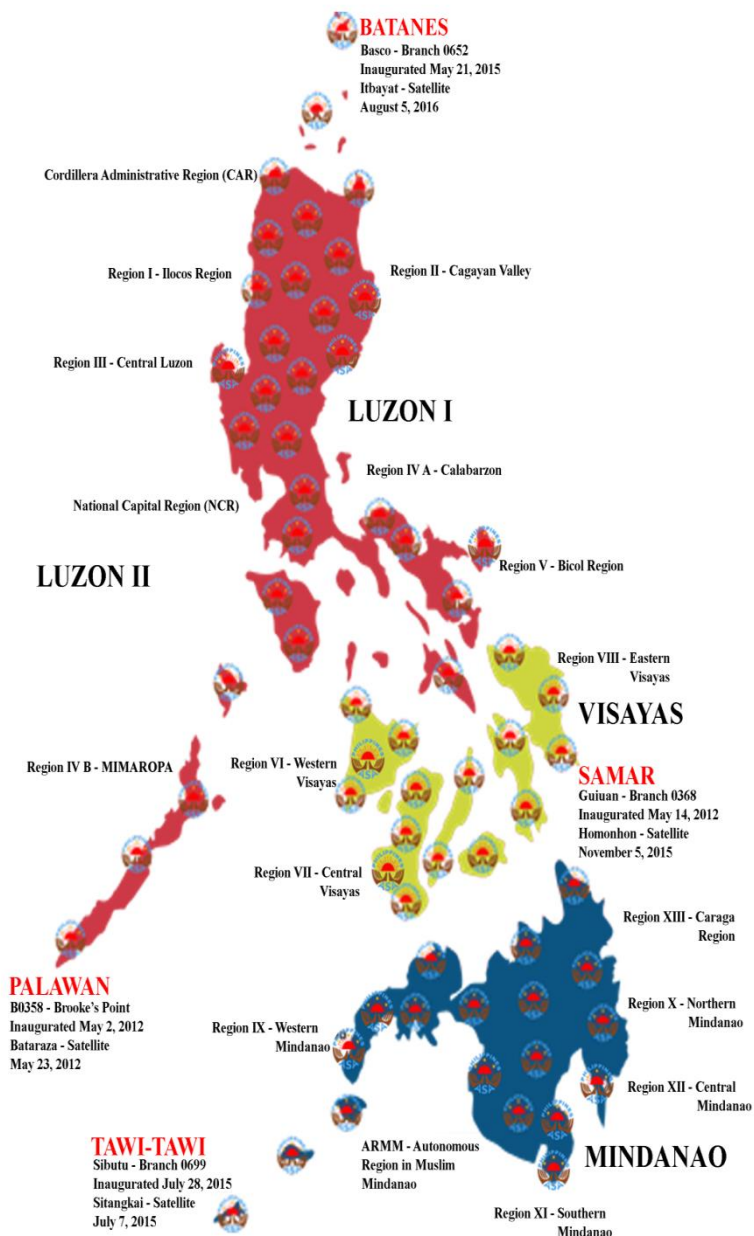 BATANES
Basco - Branch 0652
Inaugurated May 21, 2015
Itbayat - Satellite
August 5, 2016
Cordillera Administrative Region (CAR)
Region I - Ilocos Region
Region II - Cagayan Valley
Region III - Central Luzon
LUZON I
Region IV A - Calabarzon
National Capital Region (NCR)
LUZON II
Region V - Bicol Region
Region VIII - Eastern
Visayas
VISAYAS
Region IV B - MIMAROPA
Region VI - Western
Visayas
SAMAR
Guiuan - Branch 0368
Inaugurated May 14, 2012
Homonhon - Satellite
November 5, 2015
Region VII - Central
Visayas
Region XIII - Caraga
Region
PALAWAN
B0358 - Brooke's Point
Inaugurated May 2, 2012
Bataraza - Satellite
May 23, 2012
Region IX - Western
Mindanao
Region X - Northern
Mindanao
Region XII - Central
Mindanao
TAWI-TAWI
Sibutu - Branch 0699
Inaugurated July 28, 2015
Sitangkai - Satellite
July 7, 2015
ARMM - Autonomous
Region in Muslim
Mindanao
MINDANAO
Region XI - Southern
Mindanao